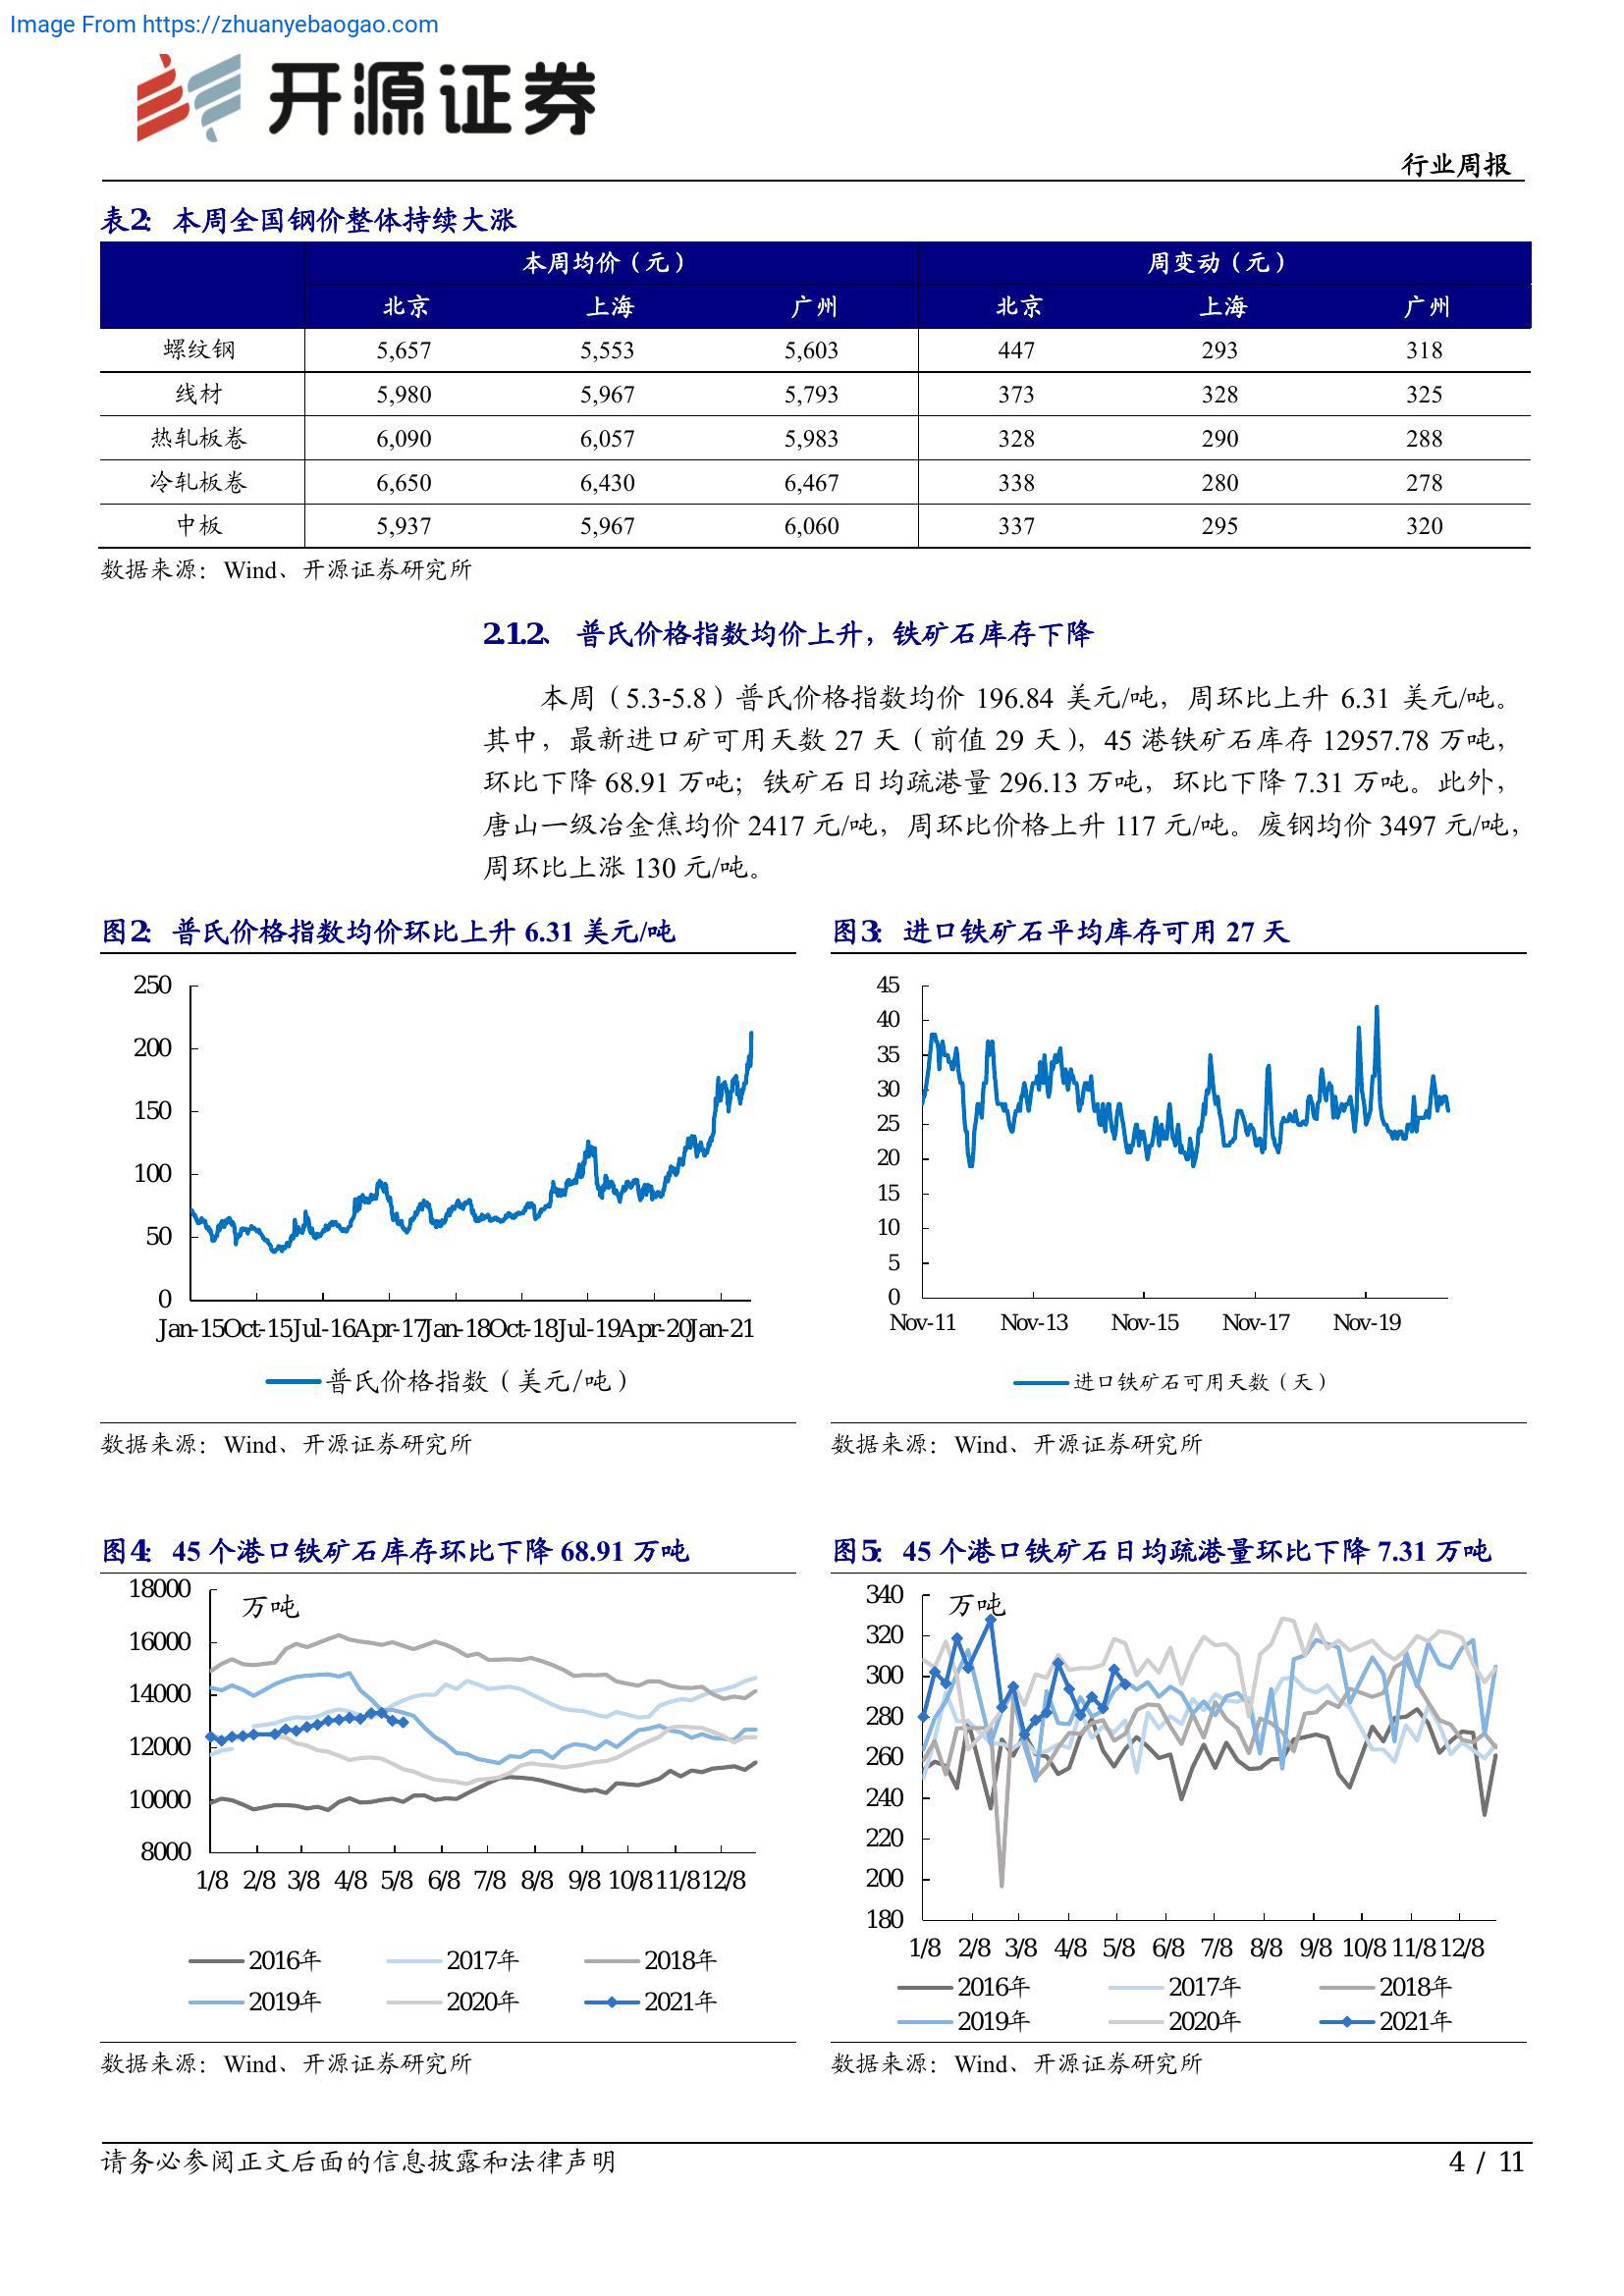 Image From https://zhuanyebaogao.com
开源证券
行业周报
表2: 本周全国钢价整体持续大涨
本周均价（元） 周变动（元）
北京 上海 广州 北京 上海 广州
螺纹钢 5,657 5,553 5,603 447 293 318
线材 5,980 5,967 5,793 373 328 325
热轧板卷 6,090 6,057 5,983 328 290 288
冷轧板卷 6,650 6,430 6,467 338 280 278
中板 5,937 5,967 6,060 337 295 320
数据来源：Wind、开源证券研究所
2.1.2、 普氏价格指数均价上升，铁矿石库存下降
本周（5.3-5.8）普氏价格指数均价 196.84 美元/吨，周环比上升 6.31 美元/吨。
其中，最新进口矿可用天数 27 天（前值 29 天），45 港铁矿石库存 12957.78 万吨，
环比下降 68.91 万吨；铁矿石日均疏港量 296.13 万吨，环比下降 7.31 万吨。此外，
唐山一级冶金焦均价 2417 元/吨，周环比价格上升 117 元/吨。废钢均价 3497 元/吨，
周环比上涨 130 元/吨。
图2: 普氏价格指数均价环比上升 6.31 美元/吨
250
200
150
100
50
0
Jan-15 Oct-15 Jul-16 Apr-17 Jan-18 Oct-18 Jul-19 Apr-20 Jan-21
普氏价格指数（美元/吨）
数据来源：Wind、开源证券研究所
图3: 进口铁矿石平均库存可用 27 天
45
40
35
30
25
20
15
10
5
0
Nov-11 Nov-13 Nov-15 Nov-17 Nov-19
进口铁矿石可用天数（天）
数据来源：Wind、开源证券研究所
图4: 45 个港口铁矿石库存环比下降 68.91 万吨
万吨
18000
16000
14000
12000
10000
8000
1/8 2/8 3/8 4/8 5/8 6/8 7/8 8/8 9/8 10/8 11/8 12/8
2016年 2017年 2018年
2019年 2020年 2021年
数据来源：Wind、开源证券研究所
图5: 45 个港口铁矿石日均疏港量环比下降 7.31 万吨
万吨
340
320
300
280
260
240
220
200
180
1/8 2/8 3/8 4/8 5/8 6/8 7/8 8/8 9/8 10/8 11/8 12/8
2016年 2017年 2018年
2019年 2020年 2021年
数据来源：Wind、开源证券研究所
请务必参阅正文后面的信息披露和法律声明
4 / 11